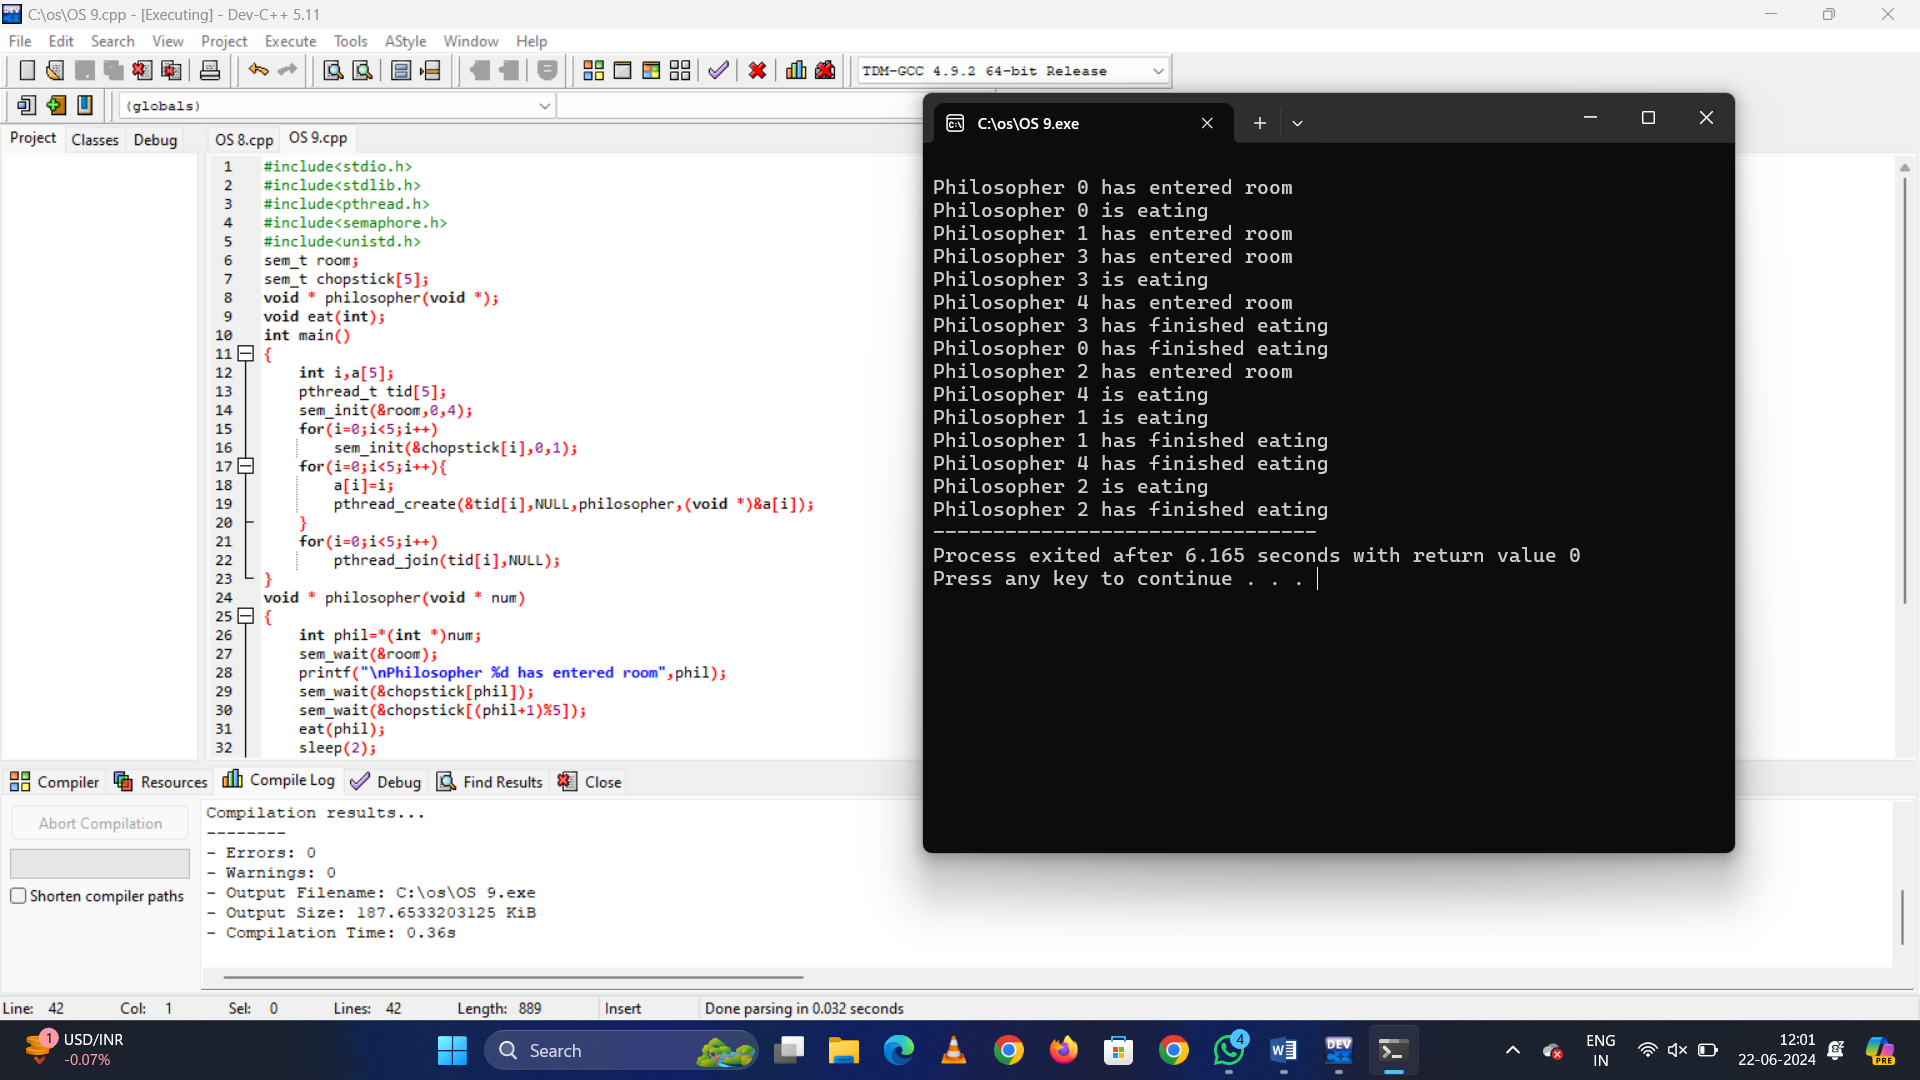 C:\os\OS 9.cpp - [Executing] - Dev-C++ 5.11
File Edit Search View Project Execute Tools AStyle Window Help
TDM-GCC 4.9.2 64-bit Release
(globals)
Project Classes Debug
OS 8.cpp OS 9.cpp
1 #include<stdio.h>
2 #include<stdlib.h>
3 #include<pthread.h>
4 #include<semaphore.h>
5 #include<unistd.h>
6 sem_t room;
7 sem_t chopstick[5];
8 void * philosopher(void *);
9 void eat(int);
10 int main()
11 {
12 int i,a[5];
13 pthread_t tid[5];
14 sem_init(&room,0,4);
15 for(i=0;i<5;i++)
16 sem_init(&chopstick[i],0,1);
17 for(i=0;i<5;i++){
18 a[i]=i;
19 pthread_create(&tid[i],NULL,philosopher,(void *)&a[i]);
20 }
21 for(i=0;i<5;i++)
22 pthread_join(tid[i],NULL);
23 }
24 void * philosopher(void * num)
25 {
26 int phil=*(int *)num;
27 sem_wait(&room);
28 printf("\nPhilosopher %d has entered room",phil);
29 sem_wait(&chopstick[phil]);
30 sem_wait(&chopstick[(phil+1)%5]);
31 eat(phil);
32 sleep(2);
C:\os\OS 9.exe
Philosopher 0 has entered room
Philosopher 0 is eating
Philosopher 1 has entered room
Philosopher 3 has entered room
Philosopher 3 is eating
Philosopher 4 has entered room
Philosopher 3 has finished eating
Philosopher 0 has finished eating
Philosopher 2 has entered room
Philosopher 4 is eating
Philosopher 1 is eating
Philosopher 1 has finished eating
Philosopher 4 has finished eating
Philosopher 2 is eating
Philosopher 2 has finished eating
--------------------------------
Process exited after 6.165 seconds with return value 0
Press any key to continue . . .
Compiler Resources Compile Log Debug Find Results Close
Abort Compilation
Shorten compiler paths
Compilation results...
--------
- Errors: 0
- Warnings: 0
- Output Filename: C:\os\OS 9.exe
- Output Size: 187.6533203125 KiB
- Compilation Time: 0.36s
Line: 42 Col: 1 Sel: 0 Lines: 42 Length: 889 Insert Done parsing in 0.032 seconds
1
USD/INR
-0.07%
Search
4
DEV
C++
ENG
IN
12:01
22-06-2024
PRE